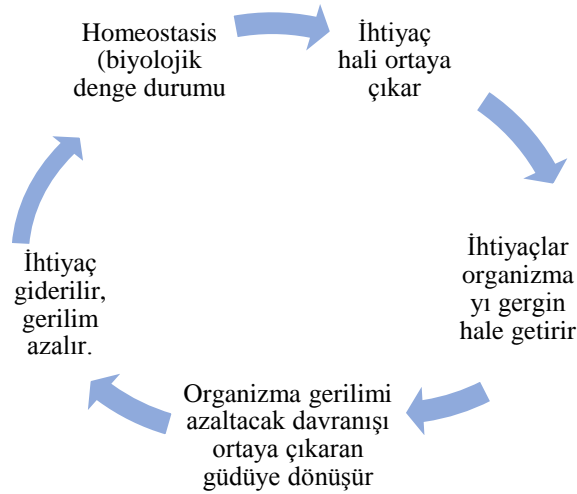 Homeostasis
(biyolojik
denge durumu
İhtiyaç
hali ortaya
çıkar
İhtiyaçlar
organizma
yı gergin
hale getirir
Organizma gerilimi
azaltacak davranışı
ortaya çıkaran
güdüye dönüşür
İhtiyaç
giderilir,
gerilim
azalır.